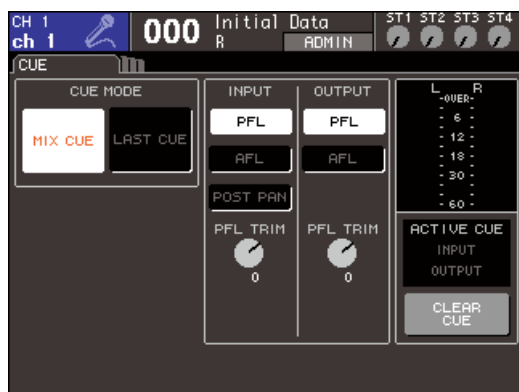 CH 1
ch 1
000
Initial Data
R
ADMIN
ST1 ST2 ST3 ST4
CUE
CUE MODE
MIX CUE
LAST CUE
INPUT
PFL
AFL
POST PAN
PFL TRIM
0
OUTPUT
PFL
AFL
PFL TRIM
0
L R
-OVER-
- 6 -
- 12 -
- 18 -
- 30 -
- 60 -
ACTIVE CUE
INPUT
OUTPUT
CLEAR
CUE